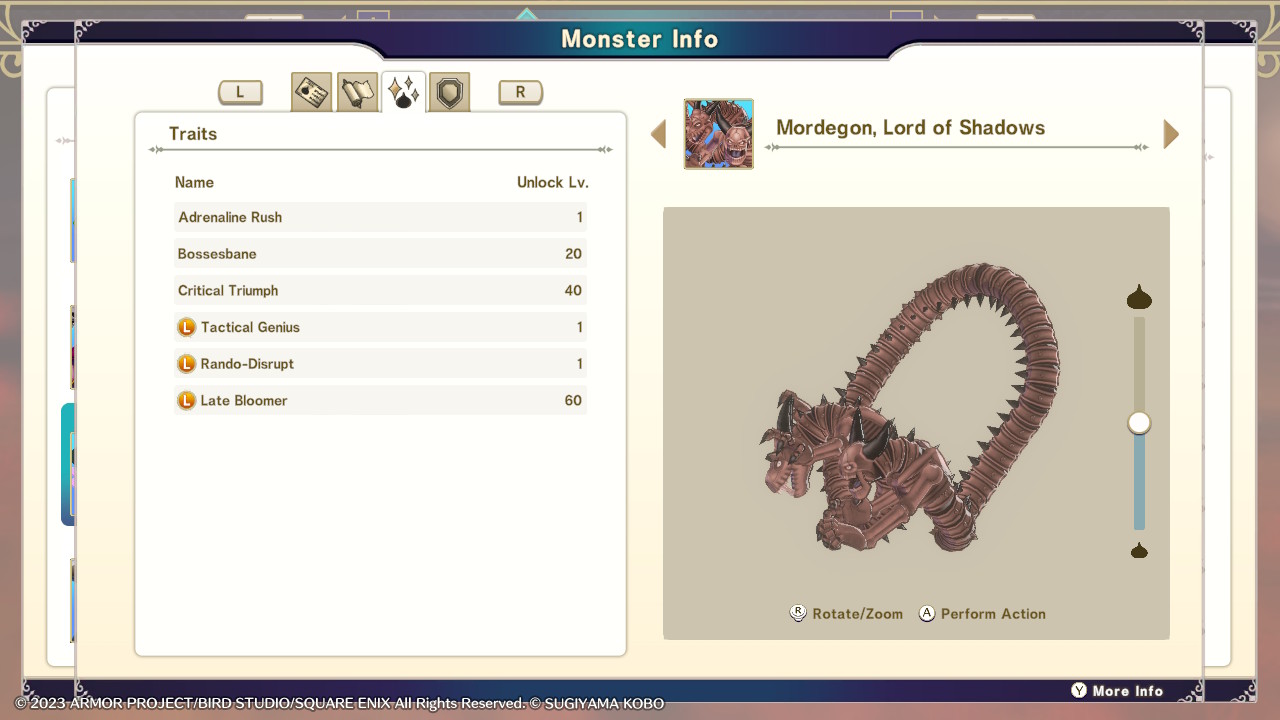 Monster Info
L
R
Traits
Name Unlock Lv.
Adrenaline Rush 1
Bossesbane 20
Critical Triumph 40
L Tactical Genius 1
L Rando-Disrupt 1
L Late Bloomer 60
Mordegon, Lord of Shadows
R Rotate/Zoom A Perform Action
Y More Info
© 2023 ARMOR PROJECT/BIRD STUDIO/SQUARE ENIX All Rights Reserved. © SUGIYAMA KOBO